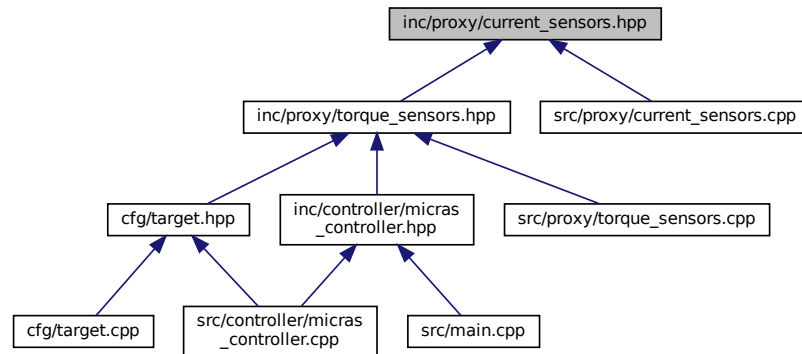 inc/proxy/current_sensors.hpp
inc/proxy/torque_sensors.hpp
src/proxy/current_sensors.cpp
cfg/target.hpp
inc/controller/micras
_controller.hpp
src/proxy/torque_sensors.cpp
cfg/target.cpp
src/controller/micras
_controller.cpp
src/main.cpp